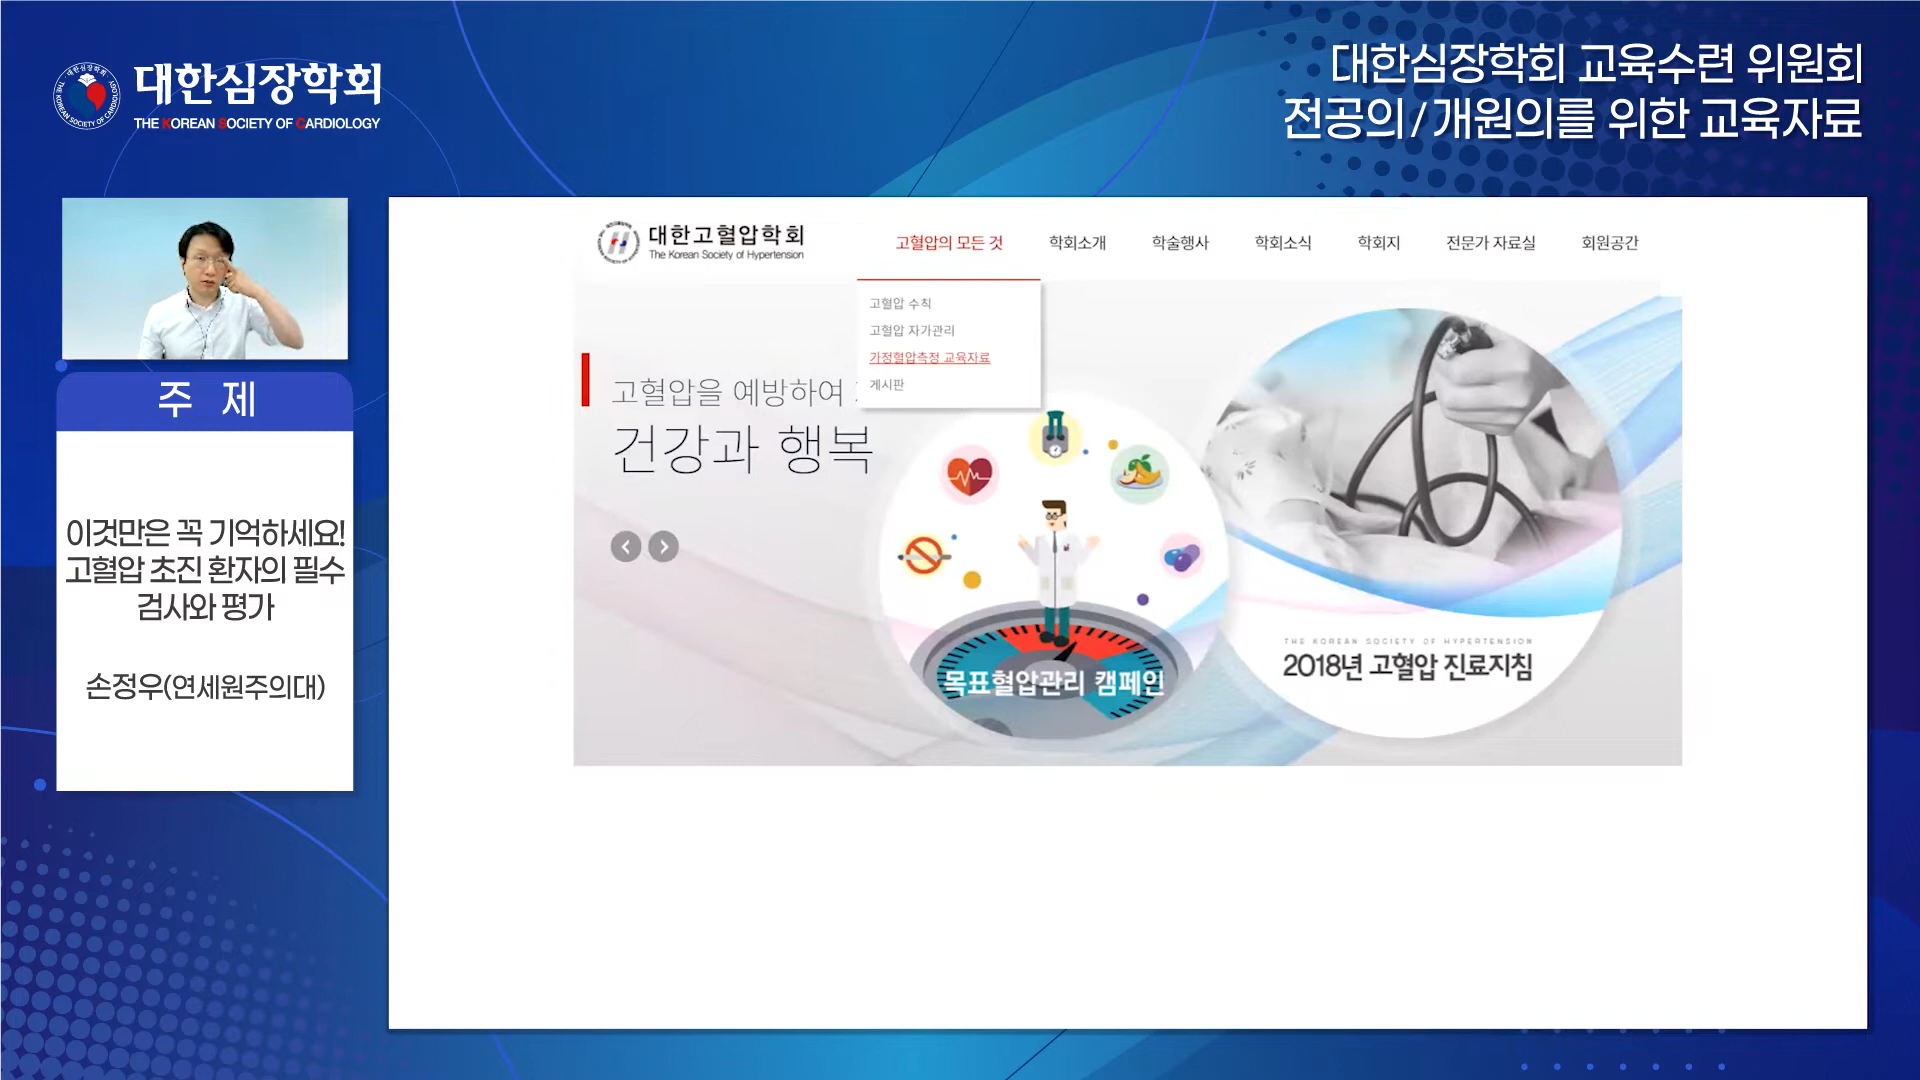 대한심장학회
THE KOREAN SOCIETY OF CARDIOLOGY
대한심장학회 교육수련 위원회
전공의/개원의를 위한 교육자료
주 제
이것만은 꼭 기억하세요!
고혈압 초진 환자의 필수
검사와 평가
손정우(연세원주의대)
대한고혈압학회
The Korean Society of Hypertension
고혈압의 모든 것
학회소개
학술행사
학회소식
학회지
전문가 자료실
회원공간
고혈압 수칙
고혈압 자가관리
가정혈압측정 교육자료
게시판
고혈압을 예방하여
건강과 행복
목표혈압관리 캠페인
THE KOREAN SOCIETY OF HYPERTENSION
2018년 고혈압 진료지침